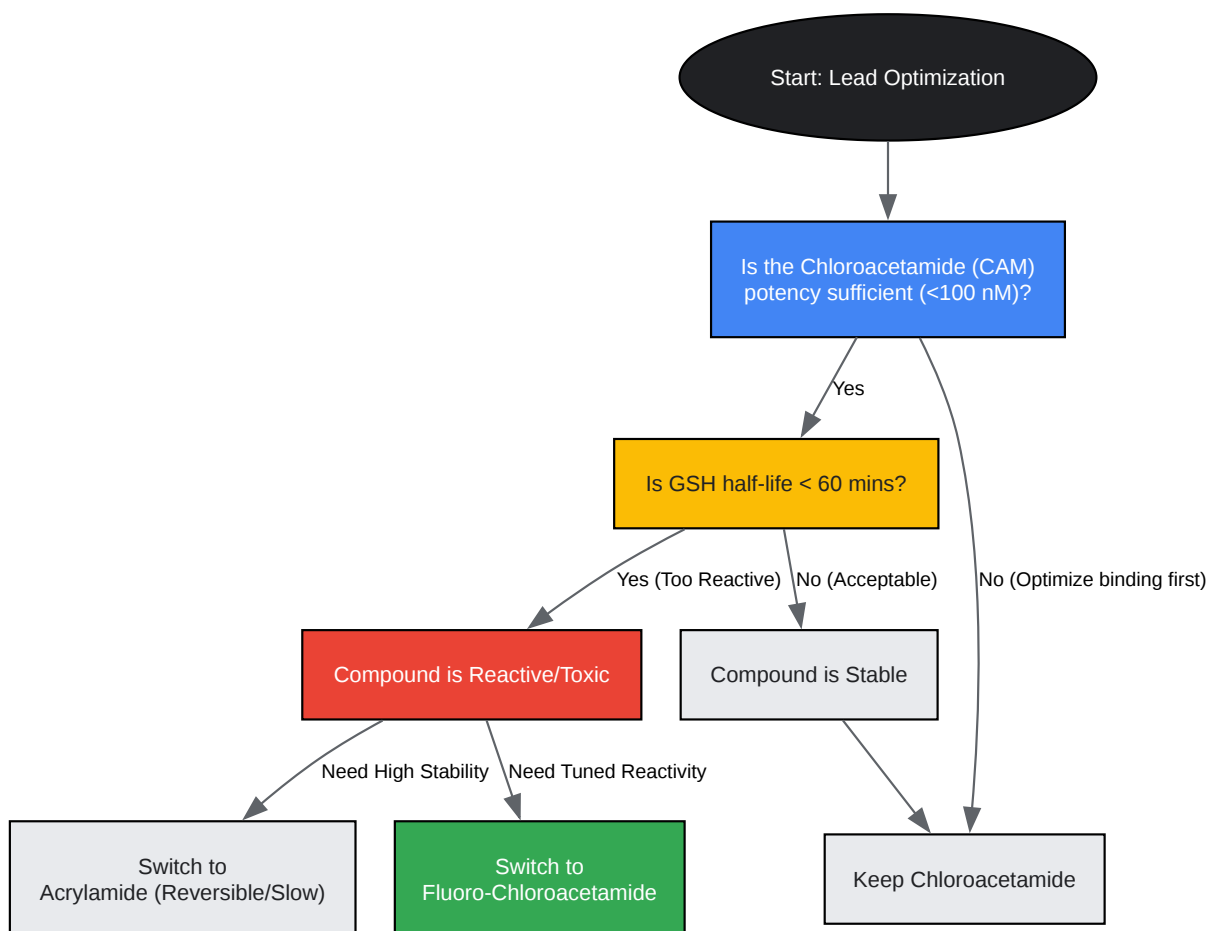 Start: Lead Optimization
Is the Chloroacetamide (CAM)
potency sufficient (<100 nM)?
Yes
Is GSH half-life < 60 mins?
Yes (Too Reactive)
No (Acceptable)
No (Optimize binding first)
Compound is Reactive/Toxic
Compound is Stable
Need High Stability
Need Tuned Reactivity
Switch to
Acrylamide (Reversible/Slow)
Switch to
Fluoro-Chloroacetamide
Keep Chloroacetamide